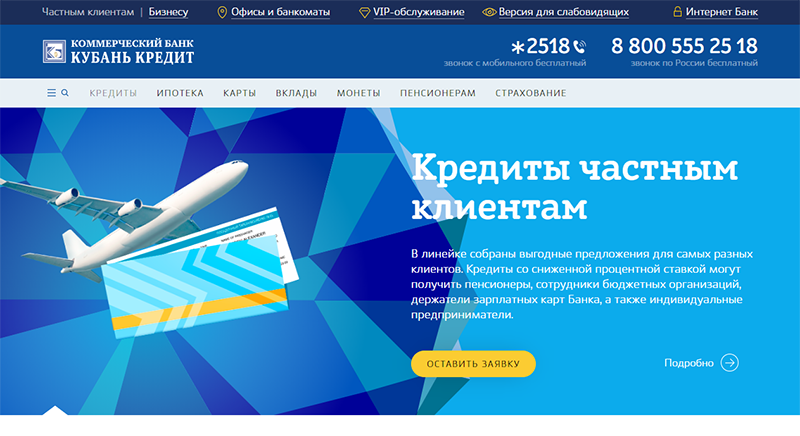 Частным клиентам | Бизнесу
Офисы и банкоматы
VIP-обслуживание
Версия для слабовидящих
Интернет Банк
КОММЕРЧЕСКИЙ БАНК
КУБАНЬ КРЕДИТ
*2518
звонок с мобильного бесплатный
8 800 555 25 18
звонок по России бесплатный
КРЕДИТЫ ИПОТЕКА КАРТЫ ВКЛАДЫ МОНЕТЫ ПЕНСИОНЕРАМ СТРАХОВАНИЕ
Кредиты частным
клиентам
В линейке собраны выгодные предложения для самых разных
клиентов. Кредиты со сниженной процентной ставкой могут
получить пенсионеры, сотрудники бюджетных организаций,
держатели зарплатных карт Банка, а также индивидуальные
предприниматели.
ОСТАВИТЬ ЗАЯВКУ
Подробно